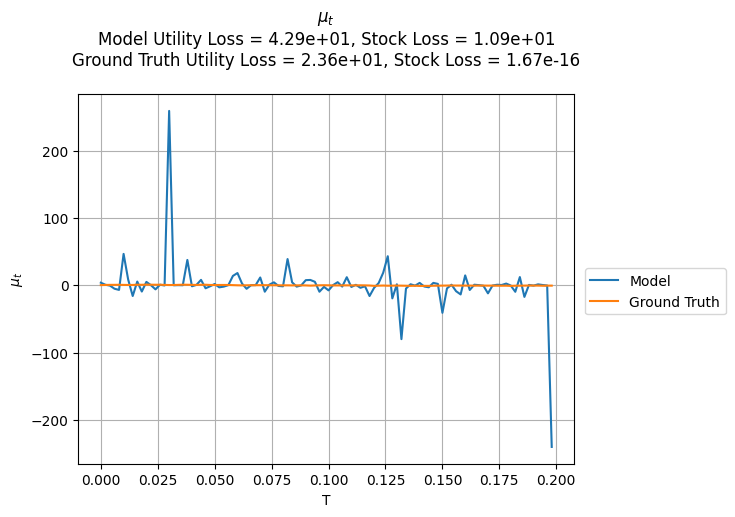 μ_t
Model Utility Loss = 4.29e+01, Stock Loss = 1.09e+01
Ground Truth Utility Loss = 2.36e+01, Stock Loss = 1.67e-16
μ_t
200
100
0
−100
−200
0.000 0.025 0.050 0.075 0.100 0.125 0.150 0.175 0.200
T
Model
Ground Truth